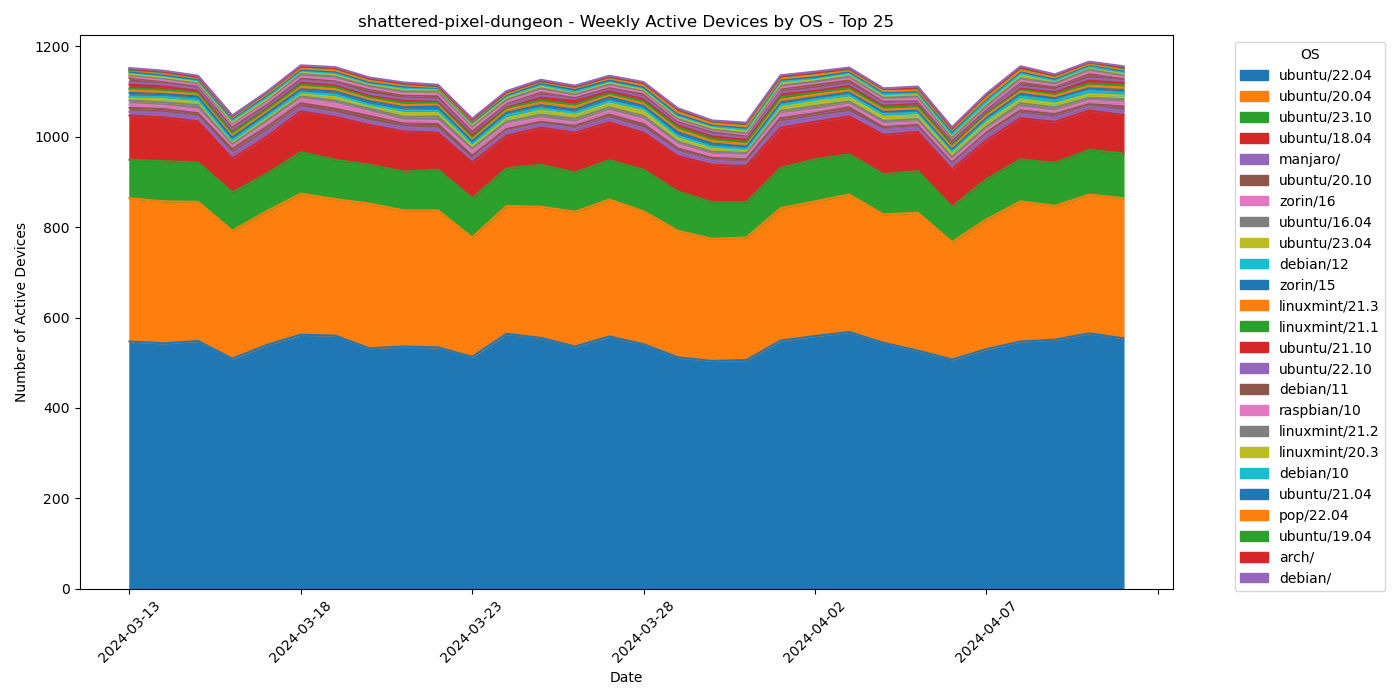 shattered-pixel-dungeon - Weekly Active Devices by OS - Top 25
Number of Active Devices
1200
1000
800
600
400
200
0
2024-03-13
2024-03-18
2024-03-23
2024-03-28
2024-04-02
2024-04-07
Date
OS
ubuntu/22.04
ubuntu/20.04
ubuntu/23.10
ubuntu/18.04
manjaro/
ubuntu/20.10
zorin/16
ubuntu/16.04
ubuntu/23.04
debian/12
zorin/15
linuxmint/21.3
linuxmint/21.1
ubuntu/21.10
ubuntu/22.10
debian/11
raspbian/10
linuxmint/21.2
linuxmint/20.3
debian/10
ubuntu/21.04
pop/22.04
ubuntu/19.04
arch/
debian/